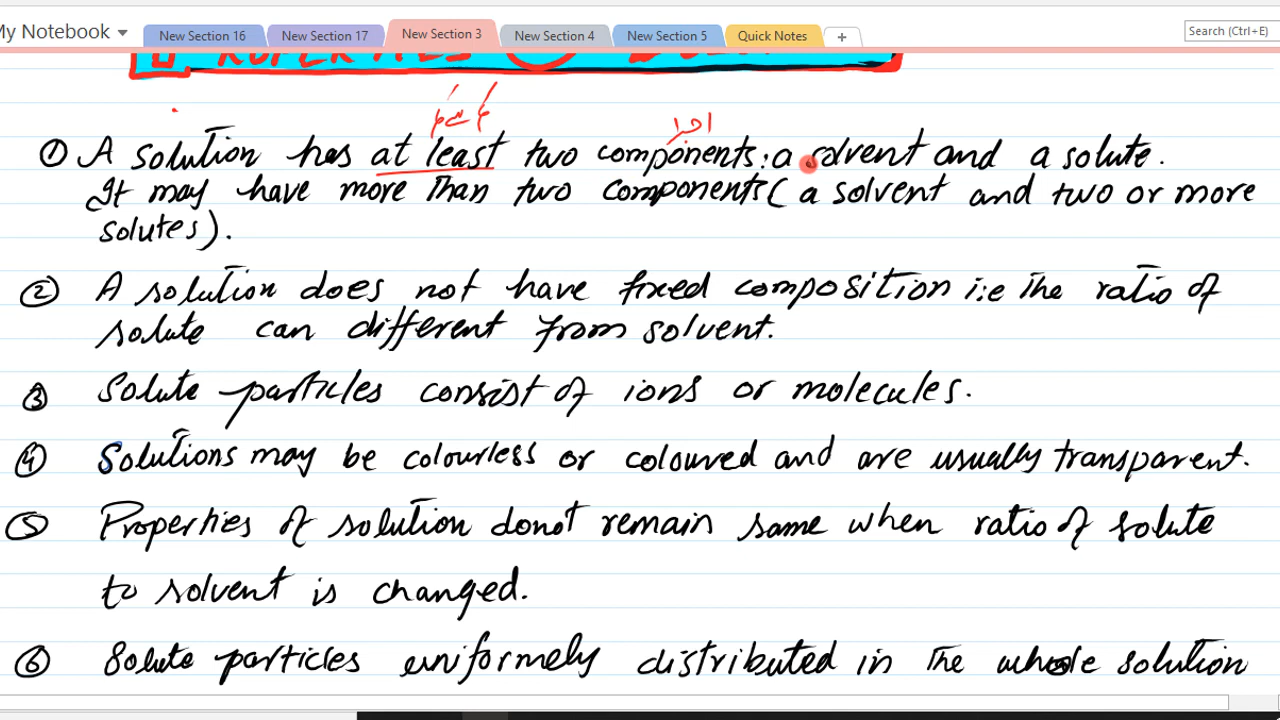 My Notebook New Section 16 New Section 17 New Section 3 New Section 4 New Section 5 Quick Notes + Search (Ctrl+E)
اجزا
① A solution has at least two components: a solvent and a solute.
It may have more than two components ( a solvent and two or more
solutes).
② A solution does not have fixed composition i.e the ratio of
solute can different from solvent.
③ Solute particles consist of ions or molecules.
④ Solutions may be colourless or coloured and are usually transparent.
⑤ Properties of solution donot remain same when ratio of solute
to solvent is changed.
⑥ Solute particles uniformely distributed in the whole solution